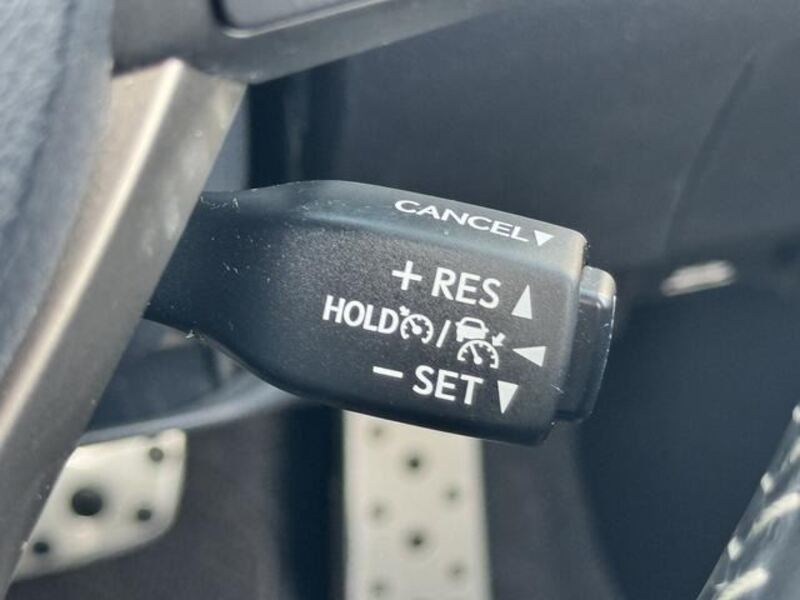 CANCEL▼
+ RES ▲
HOLD / ◀
- SET ▼